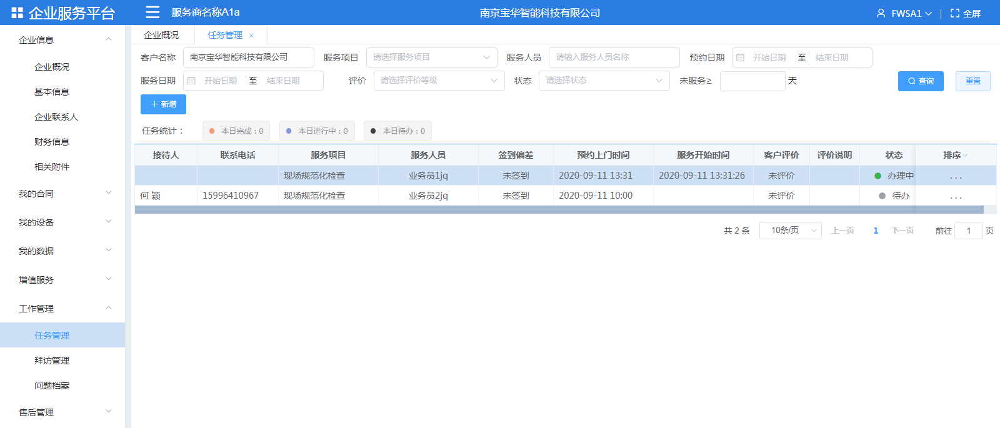 企业服务平台 服务商名称A1a 南京宝华智能科技有限公司 FWSA1 全屏
企业信息
企业概况
基本信息
企业联系人
财务信息
相关附件
我的合同
我的设备
我的数据
增值服务
工作管理
任务管理
拜访管理
问题档案
售后管理
企业概况 任务管理 ×
客户名称 南京宝华智能科技有限公司 服务项目 请选择服务项目 服务人员 请输入服务人员名称 预约日期 开始日期 至 结束日期
服务日期 开始日期 至 结束日期 评价 请选择评价等级 状态 请选择状态 未服务≥ 天 查询 重置
+ 新增
任务统计： 本日完成：0 本日进行中：0 本日待办：0
接待人 联系电话 服务项目 服务人员 签到偏差 预约上门时间 服务开始时间 客户评价 评价说明 状态 排序
现场规范化检查 业务员1jq 未签到 2020-09-11 13:31 2020-09-11 13:31:26 未评价 办理中 ...
何 颖 15996410967 现场规范化检查 业务员2jq 未签到 2020-09-11 10:00 未评价 待办 ...
共 2 条 10条/页 上一页 1 下一页 前往 1 页